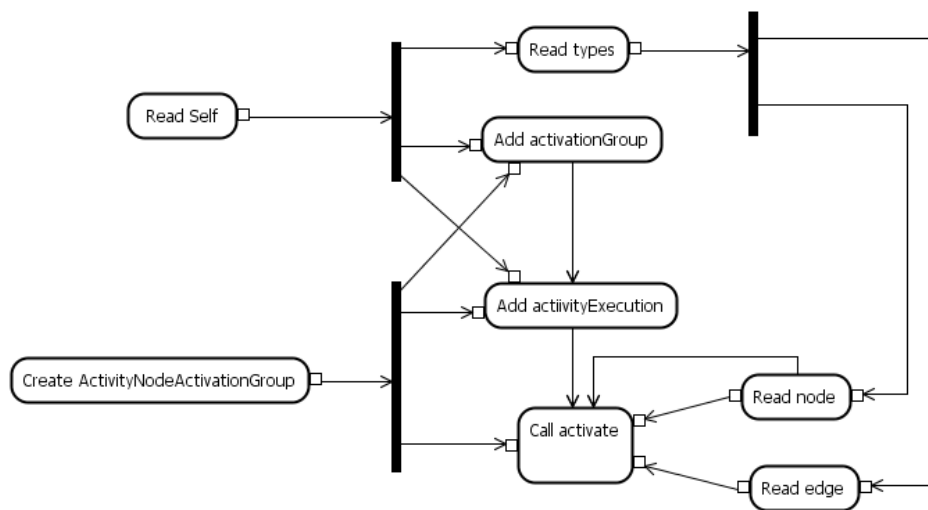 Read types
Read Self
Add activationGroup
Add actiivityExecution
Create ActivityNodeActivationGroup
Read node
Call activate
Read edge